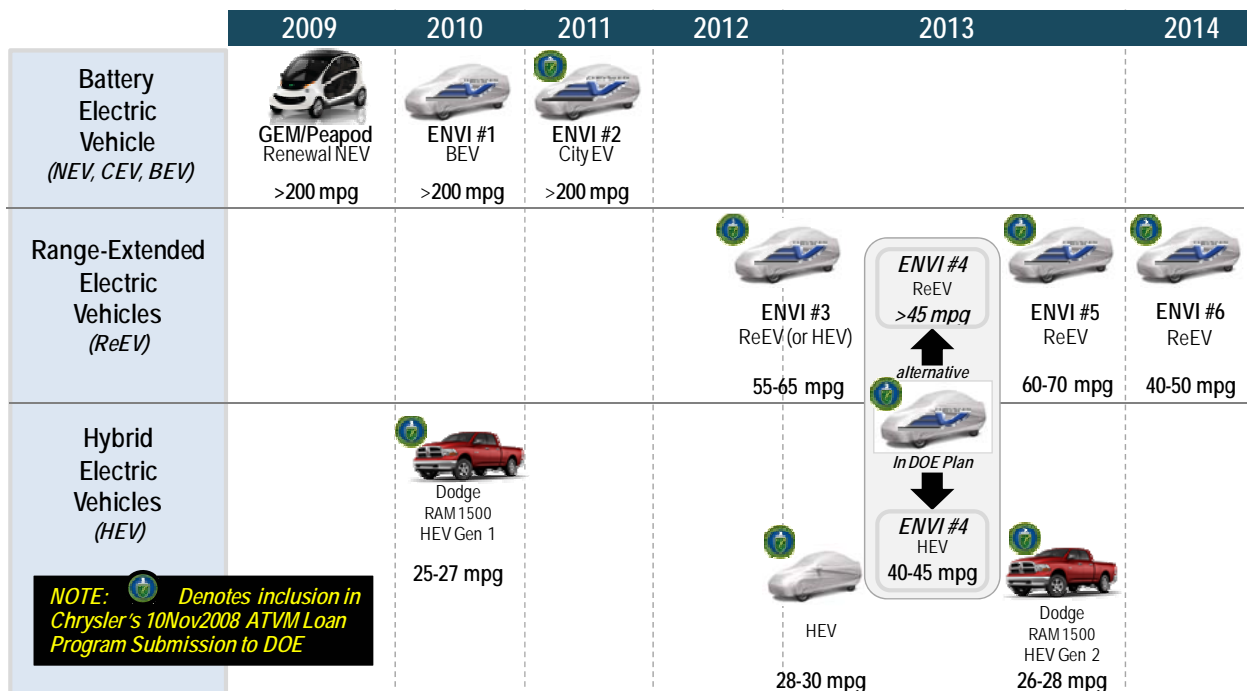 2009 2010 2011 2012 2013 2014
Battery
Electric
Vehicle
(NEV, CEV, BEV)
GEM/Peapod
Renewal NEV
>200 mpg
ENVI #1
BEV
>200 mpg
ENVI #2
City EV
>200 mpg
Range-Extended
Electric
Vehicles
(ReEV)
ENVI #3
ReEV (or HEV)
55-65 mpg
ENVI #4
ReEV
>45 mpg
alternative
In DOE Plan
ENVI #4
HEV
40-45 mpg
ENVI #5
ReEV
60-70 mpg
ENVI #6
ReEV
40-50 mpg
Hybrid
Electric
Vehicles
(HEV)
Dodge
RAM 1500
HEV Gen 1
25-27 mpg
HEV
28-30 mpg
Dodge
RAM 1500
HEV Gen 2
26-28 mpg
NOTE: Denotes inclusion in
Chrysler's 10Nov2008 ATVM Loan
Program Submission to DOE